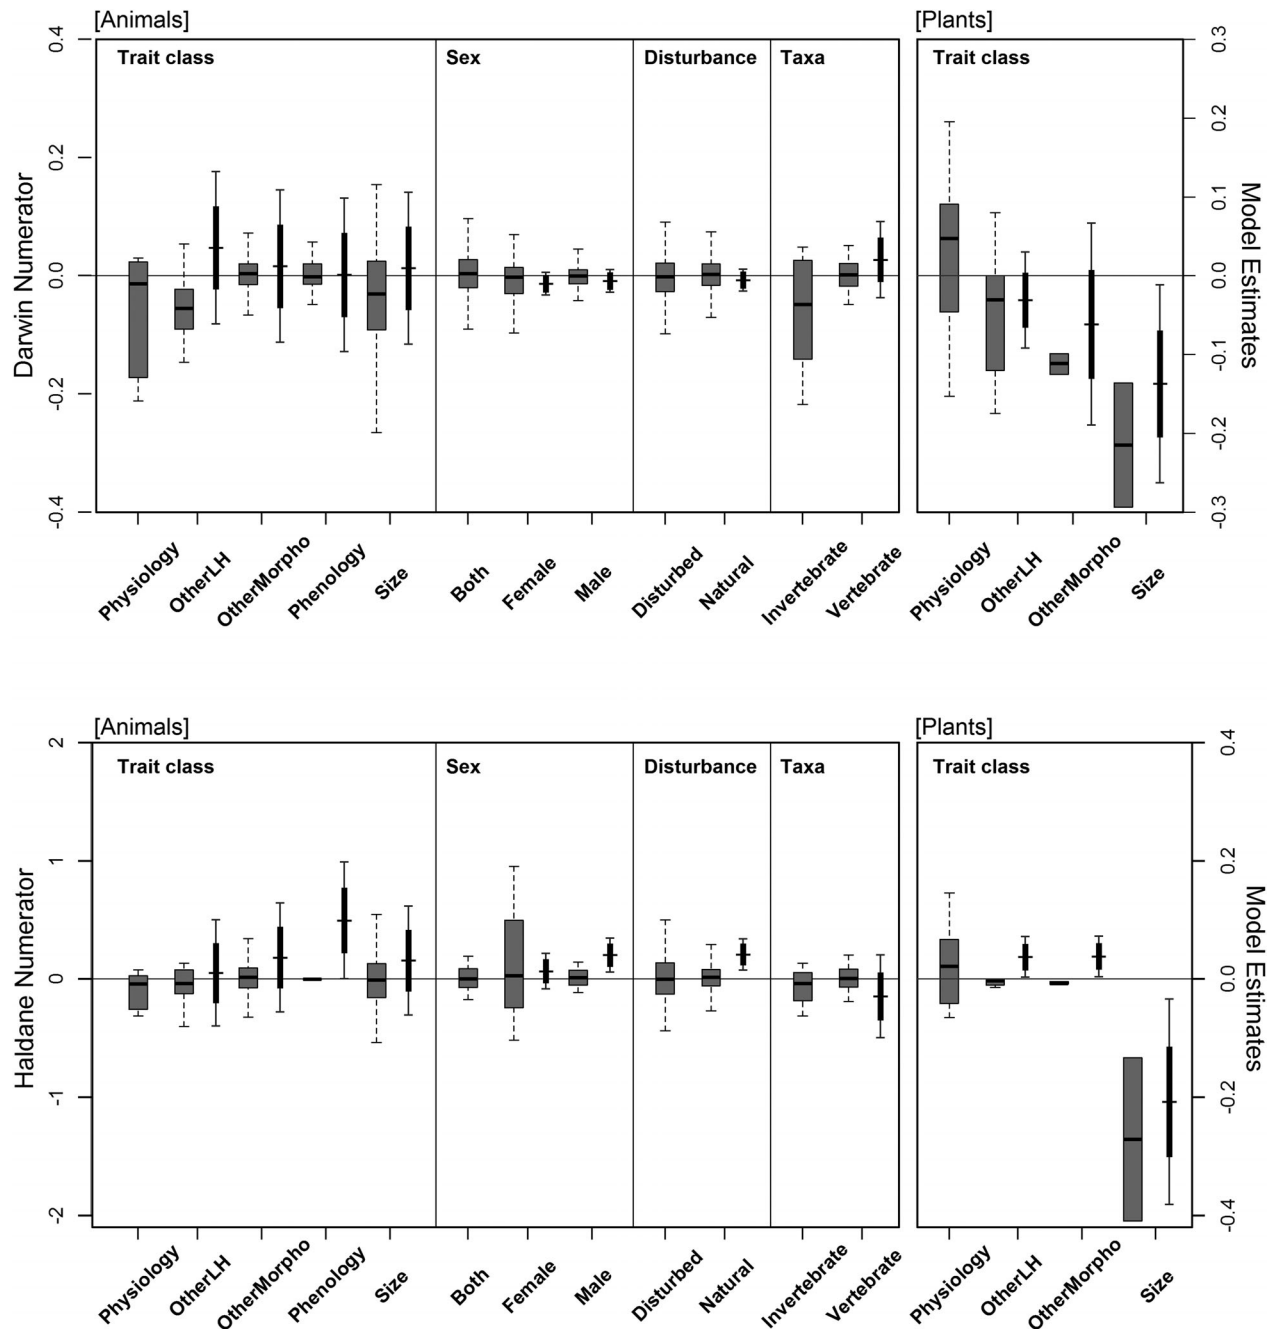 [Animals]
[Plants]
Trait class
Sex
Disturbance
Taxa
Trait class
Darwin Numerator
0.4
0.2
0.0
-0.2
-0.4
0.3
0.2
0.1
0.0
-0.1
-0.2
-0.3
Model Estimates
Physiology
OtherLH
OtherMorpho
Phenology
Size
Both
Female
Male
Disturbed
Natural
Invertebrate
Vertebrate
Physiology
OtherLH
OtherMorpho
Size
[Animals]
[Plants]
Trait class
Sex
Disturbance
Taxa
Trait class
Haldane Numerator
2
1
0
-1
-2
0.4
0.2
0.0
-0.2
-0.4
Model Estimates
Physiology
OtherLH
OtherMorpho
Phenology
Size
Both
Female
Male
Disturbed
Natural
Invertebrate
Vertebrate
Physiology
OtherLH
OtherMorpho
Size